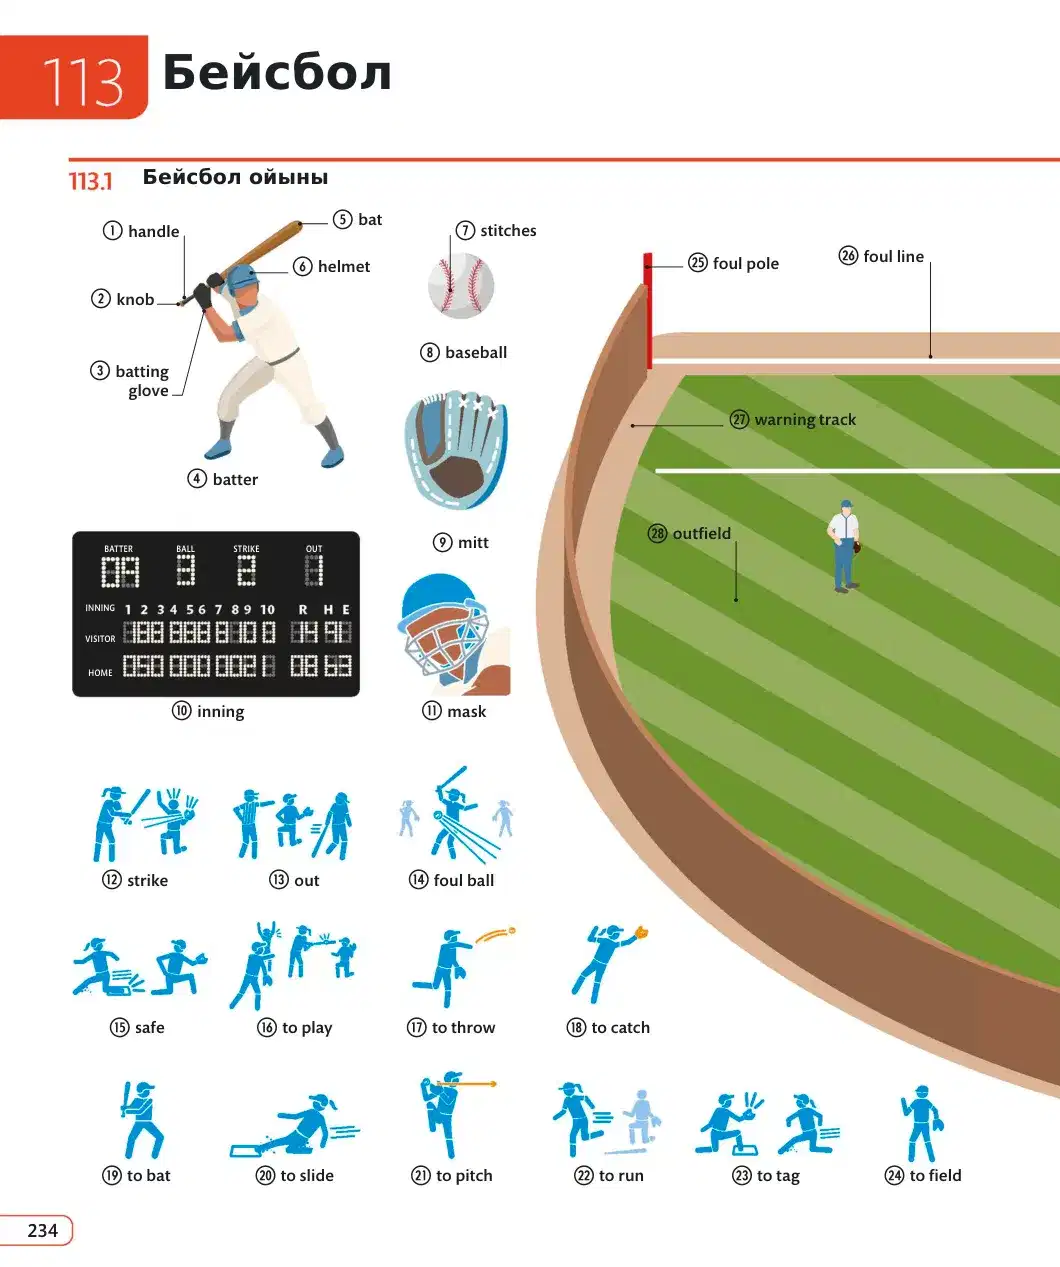 113 Бейсбол
113.1 Бейсбол ойыны
① handle
⑤ bat
⑥ helmet
② knob
③ batting
glove
④ batter
⑦ stitches
⑧ baseball
⑨ mitt
BATTER BALL STRIKE OUT
INNING 1 2 3 4 5 6 7 8 9 10 R H E
VISITOR
HOME
⑩ inning
⑪ mask
⑫ strike
⑬ out
⑭ foul ball
⑮ safe
⑯ to play
⑰ to throw
⑱ to catch
⑲ to bat
⑳ to slide
㉑ to pitch
㉒ to run
㉓ to tag
㉔ to field
㉕ foul pole
㉖ foul line
㉗ warning track
㉘ outfield
234